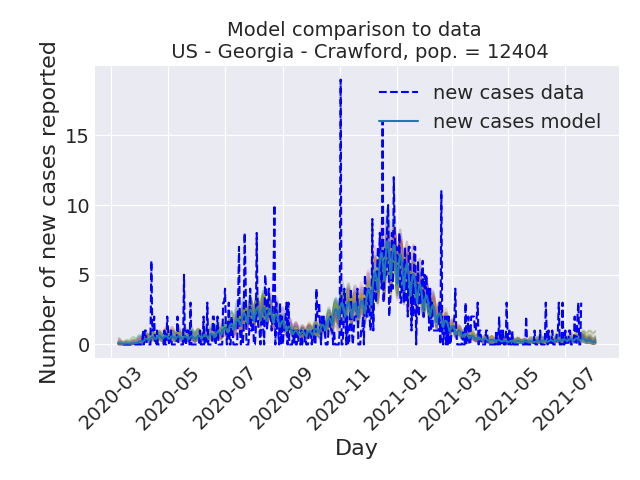 Model comparison to data
US - Georgia - Crawford, pop. = 12404
Number of new cases reported
15
10
5
0
new cases data
new cases model
2020-03
2020-05
2020-07
2020-09
2020-11
2021-01
2021-03
2021-05
2021-07
Day